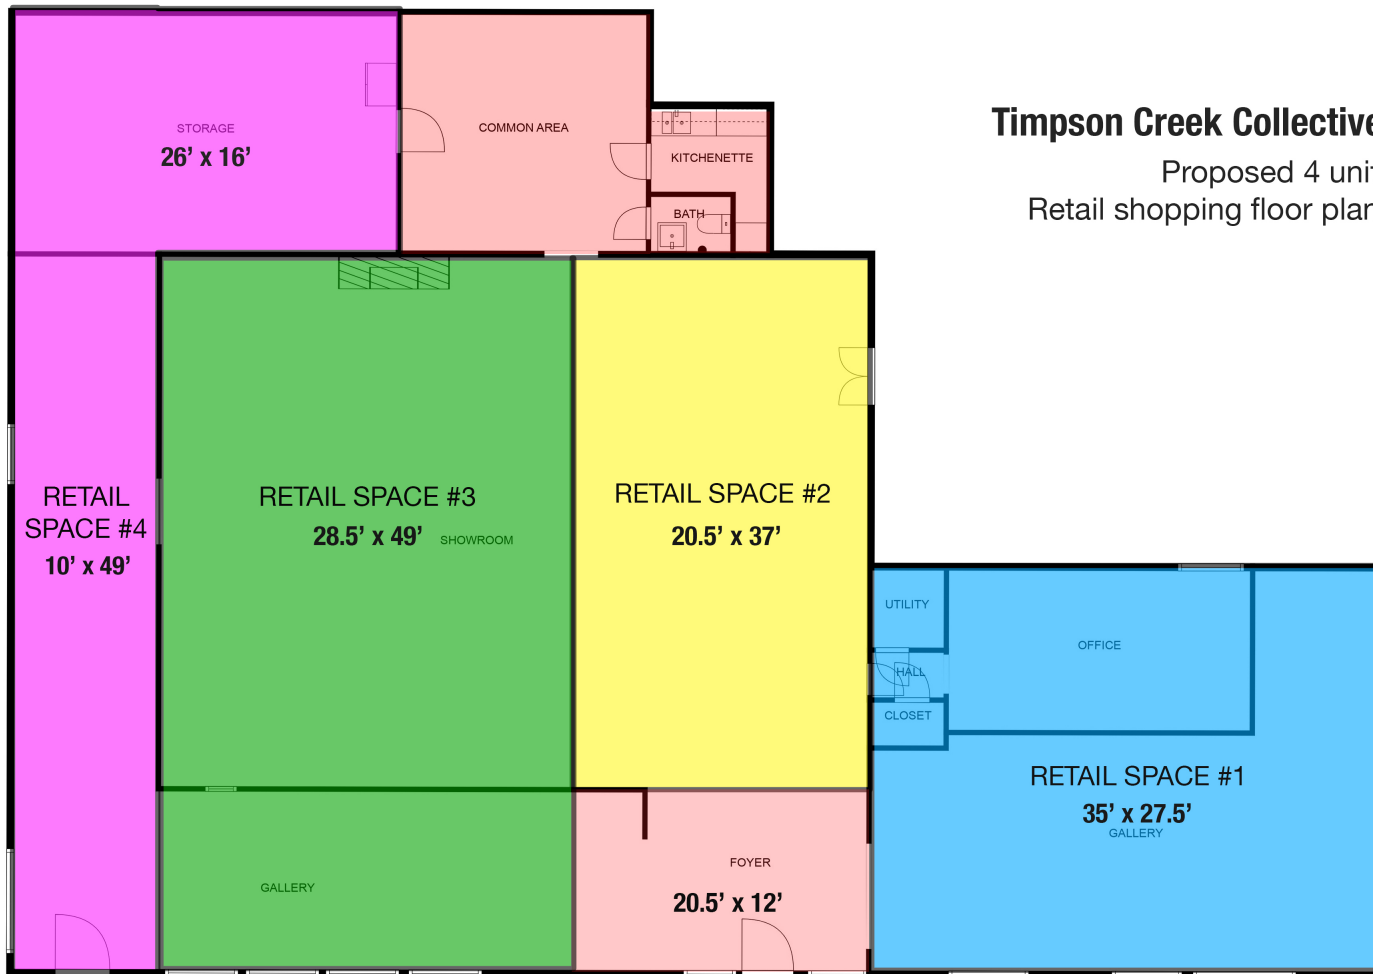 Timpson Creek Collective
Proposed 4 unit
Retail shopping floor plan
STORAGE
26’ x 16’
COMMON AREA
KITCHENETTE
BATH
RETAIL
SPACE #4
10’ x 49’
RETAIL SPACE #3
28.5’ x 49’
SHOWROOM
RETAIL SPACE #2
20.5’ x 37’
UTILITY
HALL
CLOSET
OFFICE
RETAIL SPACE #1
35’ x 27.5’
GALLERY
GALLERY
FOYER
20.5’ x 12’